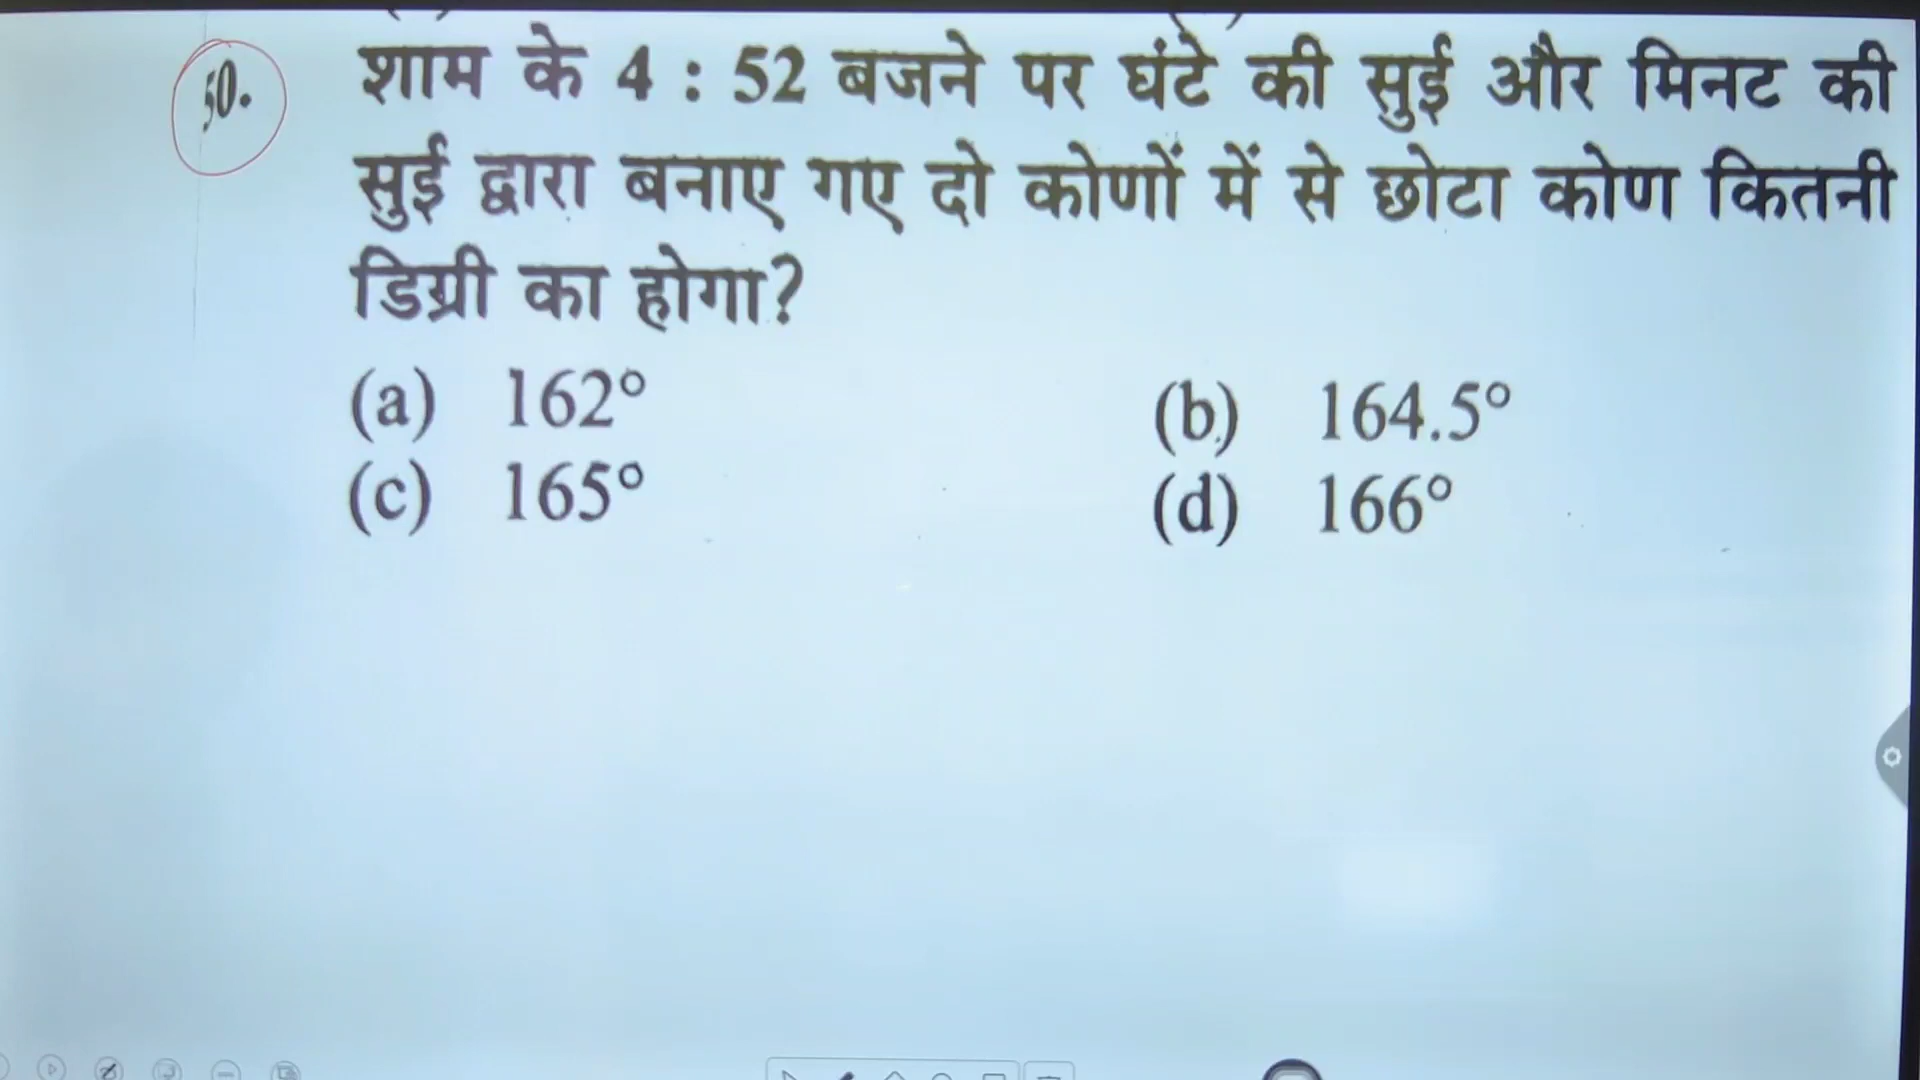 50. शाम के 4 : 52 बजने पर घंटे की सुई और मिनट की
सुई द्वारा बनाए गए दो कोणों में से छोटा कोण कितनी
डिग्री का होगा?
(a) 162° (b) 164.5°
(c) 165° (d) 166°